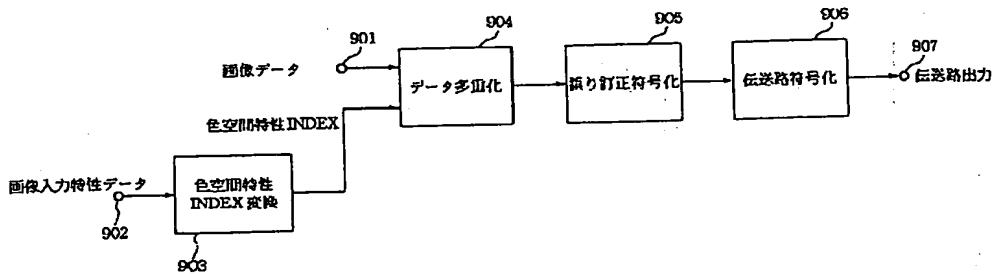 904
905
906
901
907
画像データ
データ多重化
誤り訂正符号化
伝送路符号化
伝送路出力
色空間特性INDEX
画像入力特性データ
色空間特性
INDEX変換
902
903